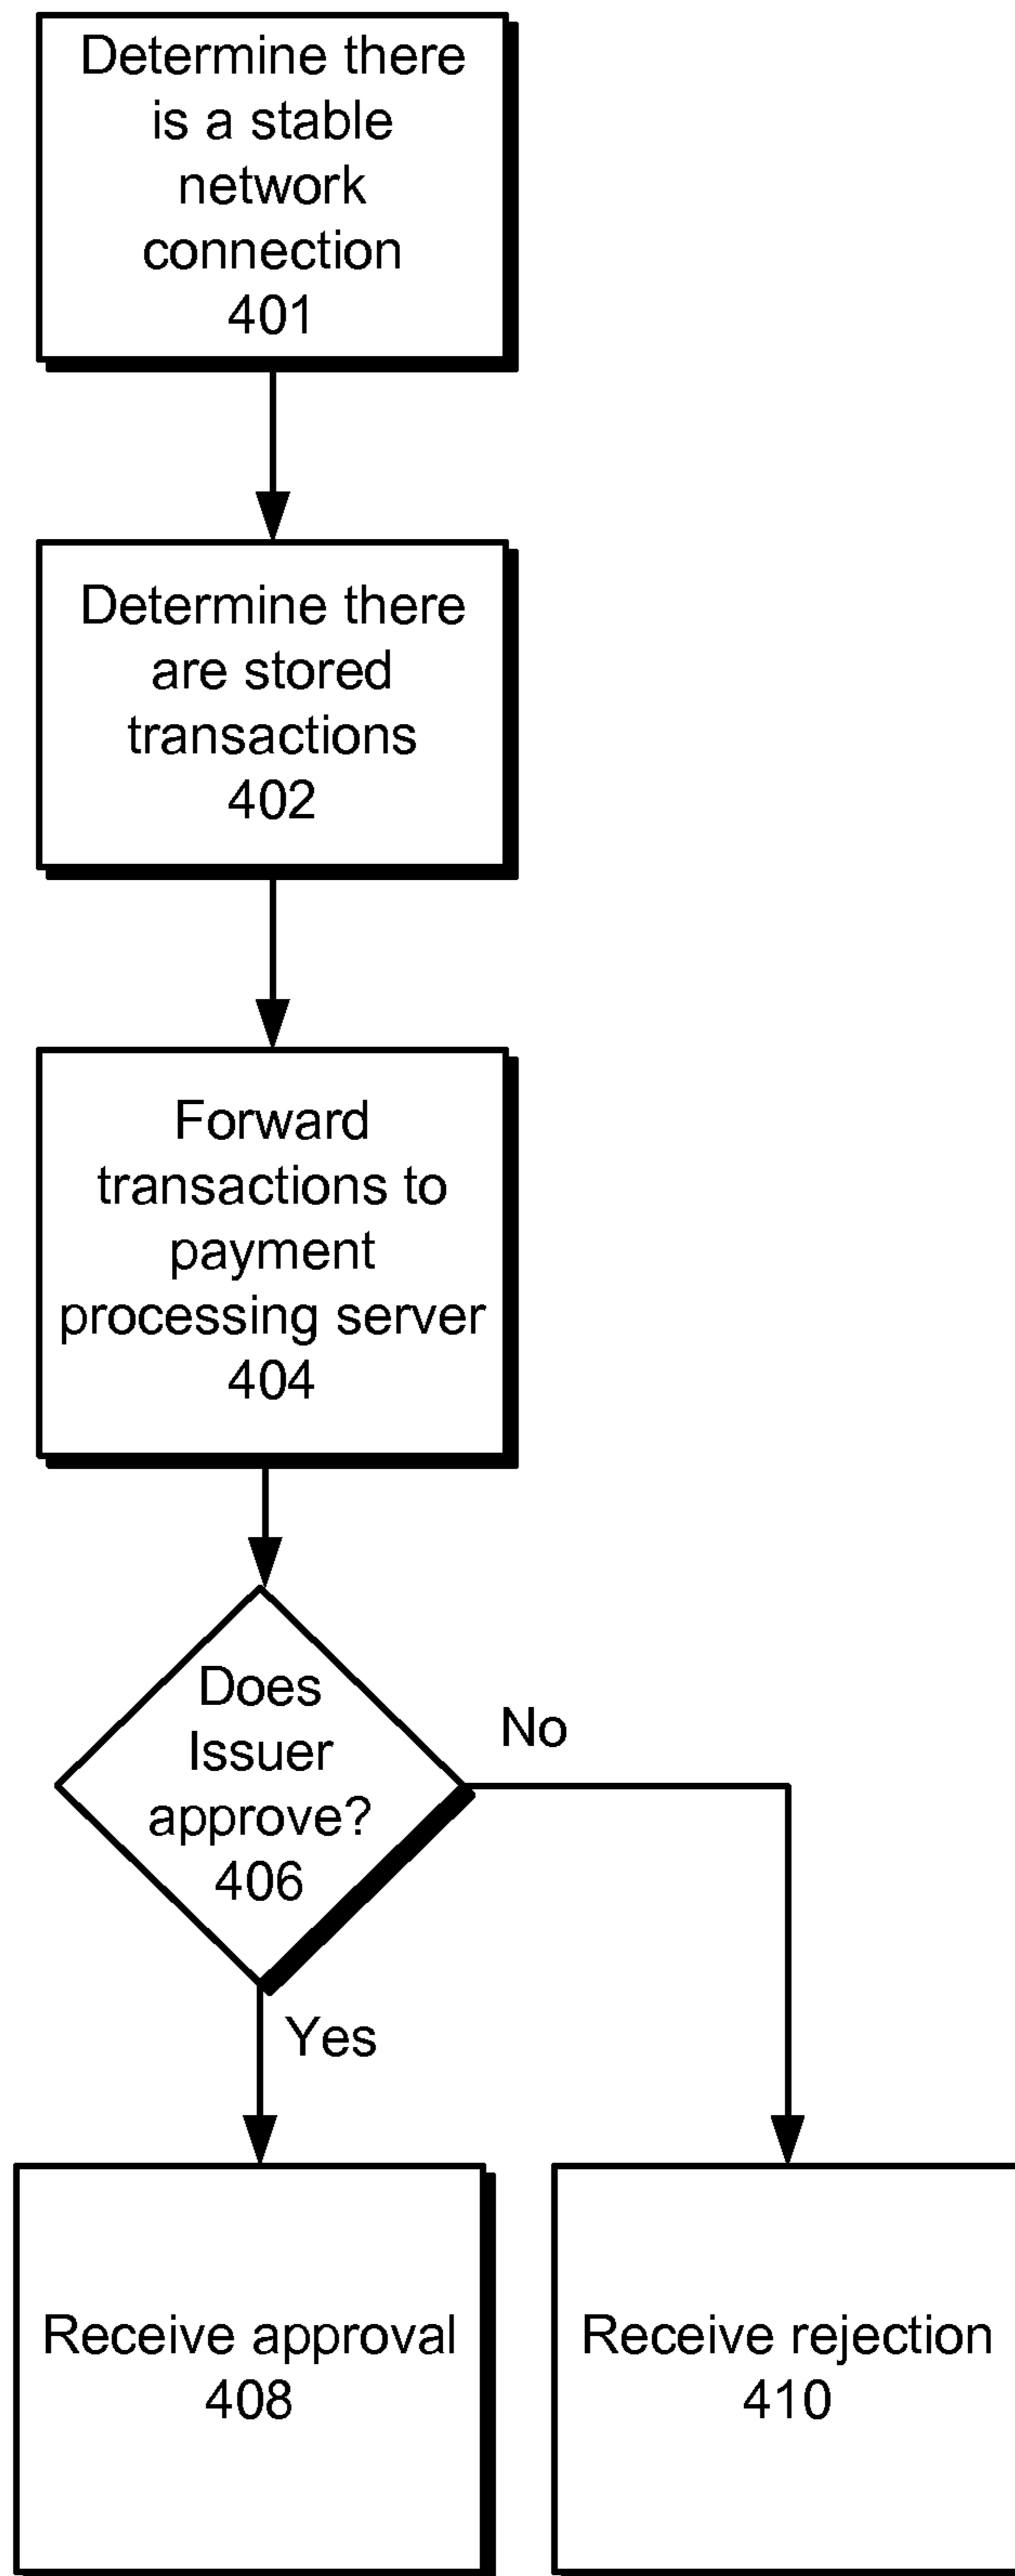 Determine there
is a stable
network
connection
401
Determine there
are stored
transactions
402
Forward
transactions to
payment
processing server
404
Does
Issuer
approve?
406
No
Yes
Receive approval
408
Receive rejection
410